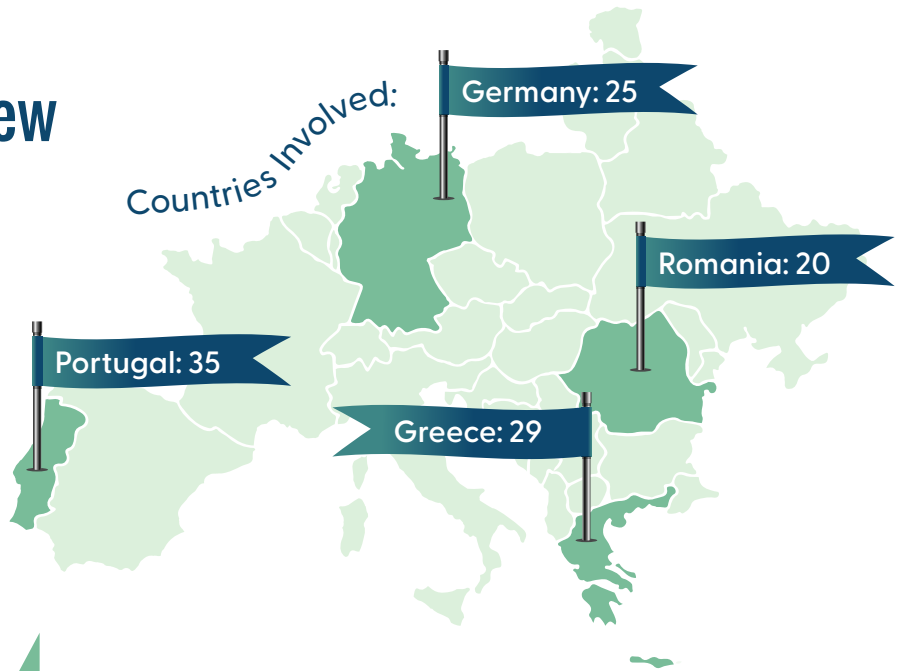 ew
Countries Involved:
Germany: 25
Romania: 20
Portugal: 35
Greece: 29